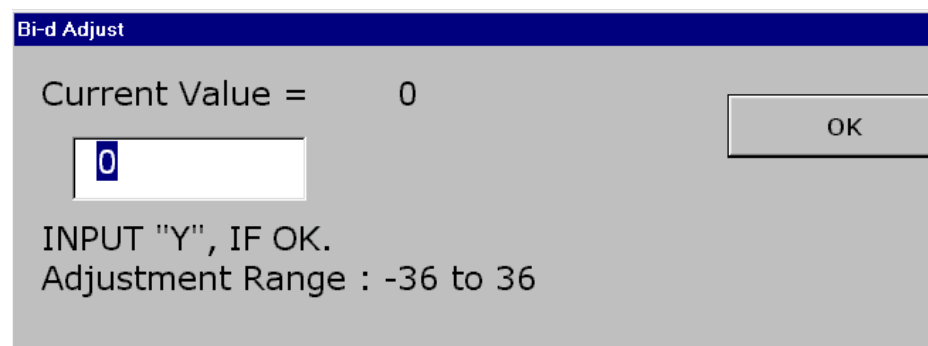 Bi-d Adjust
Current Value = 0
OK
0
INPUT "Y", IF OK.
Adjustment Range : -36 to 36